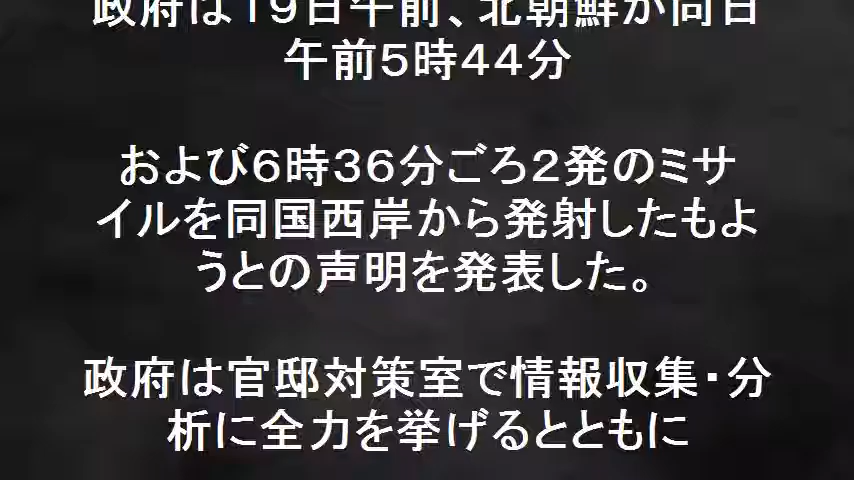 政府は19日午前、北朝鮮が同日
午前5時44分
および6時36分ごろ2発のミサ
イルを同国西岸から発射したもよ
うとの声明を発表した。
政府は官邸対策室で情報収集・分
析に全力を挙げるとともに